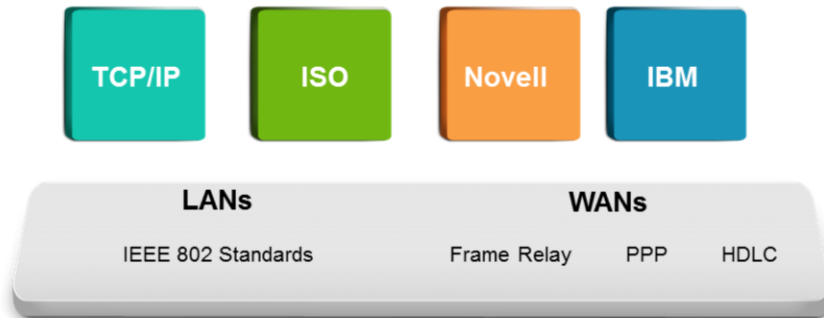 TCP/IP
ISO
Novell
IBM
LANs
WANs
IEEE 802 Standards
Frame Relay
PPP
HDLC